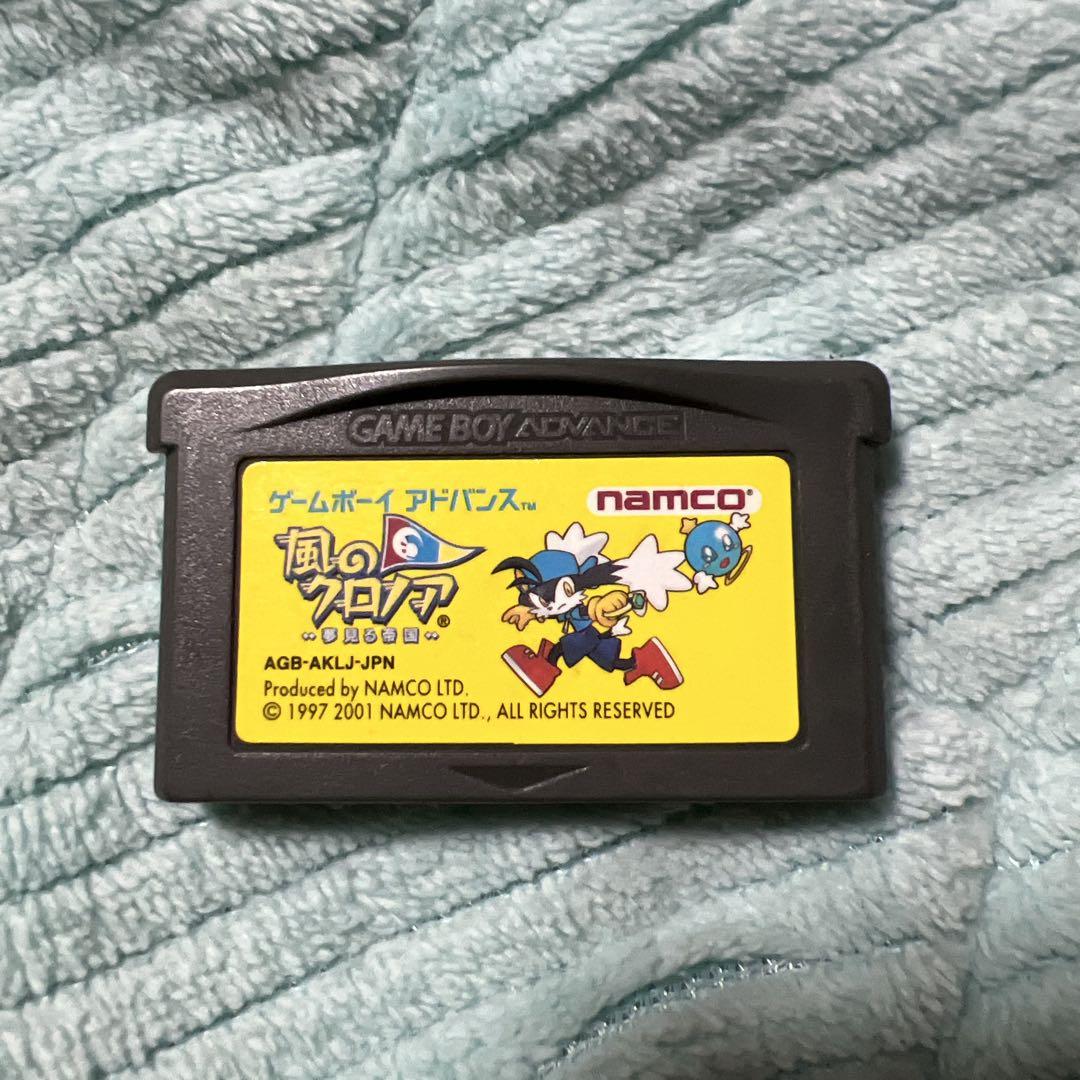 GAME BOY ADVANCE
ゲームボーイ アドバンス™
namco®
風の
クロノア®
‥夢見る帝国‥
AGB-AKLJ-JPN
Produced by NAMCO LTD.
© 1997 2001 NAMCO LTD., ALL RIGHTS RESERVED